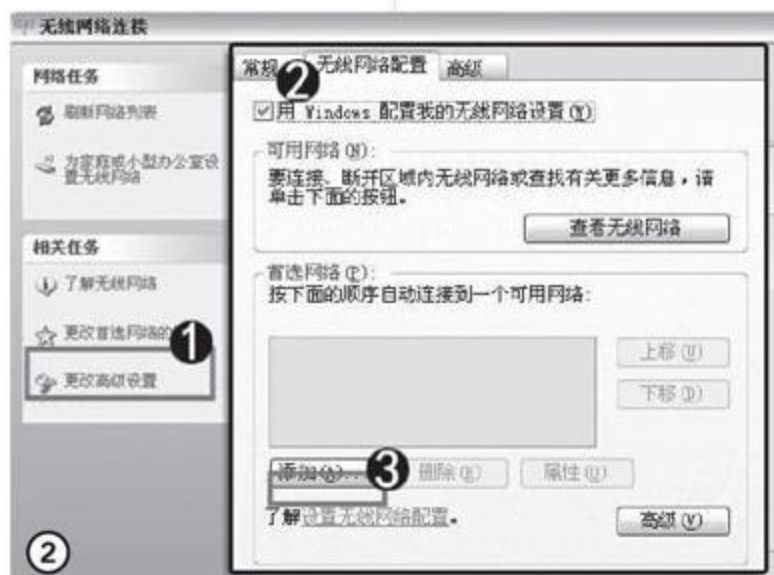 无线网络连接
网络任务
刷新网络列表
为家庭或小型办公室设
置无线网络
相关任务
了解无线网络
更改首选网络的
1
更改高级设置
2
常规
2
无线网络配置
高级
用 Windows 配置我的无线网络设置(Y)
可用网络(N):
要连接、断开区域内无线网络或查找有关更多信息，请
单击下面的按钮。
查看无线网络
首选网络(P):
按下面的顺序自动连接到一个可用网络:
上移(U)
下移(D)
添加(A)...
3
删除(R)
属性(O)
了解设置无线网络配置。
高级(V)